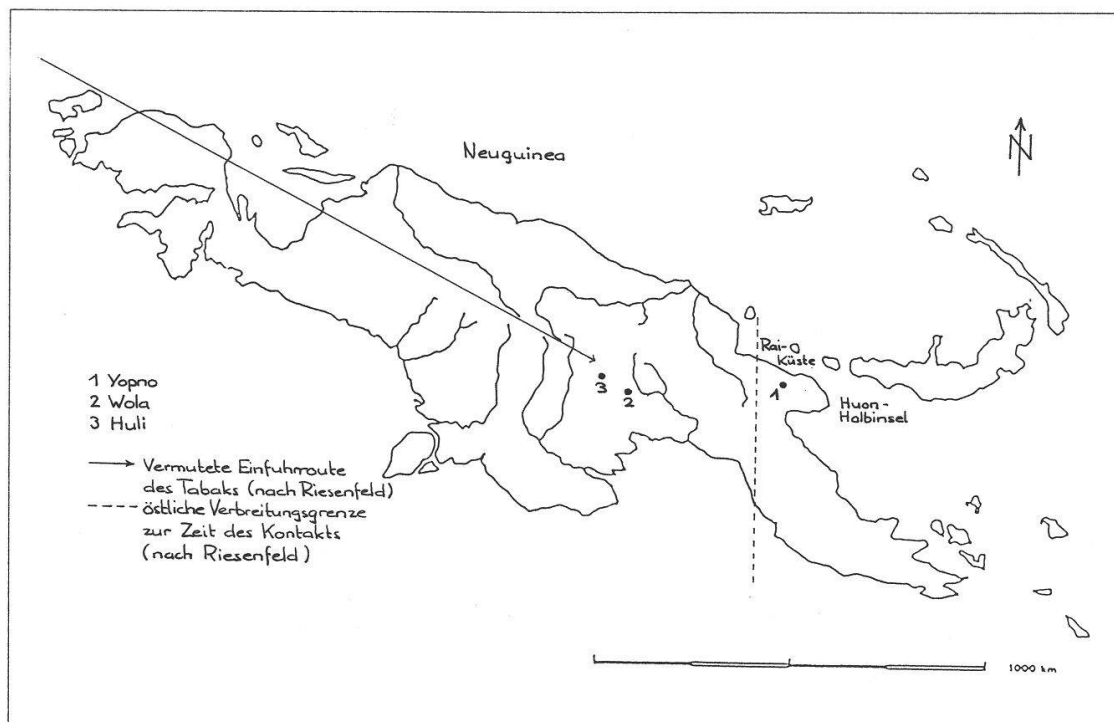 Neuguinea
N
Rai-
Küste
Huon-
Halbinsel
3
2
1
1 Yopno
2 Wola
3 Huli
Vermutete Einfuhrroute
des Tabaks (nach Riesenfeld)
östliche Verbreitungsgrenze
zur Zeit des Kontakts
(nach Riesenfeld)
1000 km